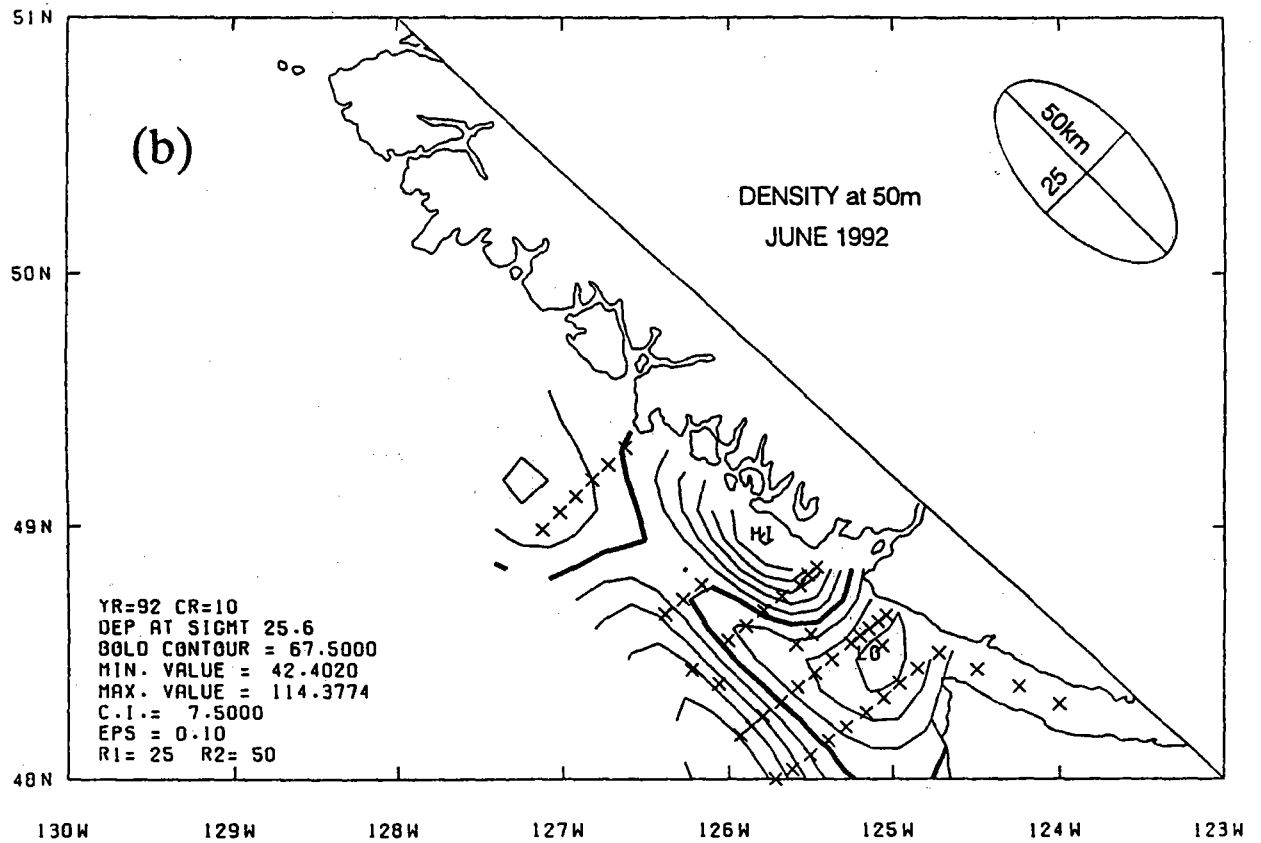 51N
(b)
50km
25
DENSITY at 50m
JUNE 1992
50N
49N
HI
LO
YR=92 CR=10
DEP AT SIGMT 25.6
BOLD CONTOUR = 67.5000
MIN. VALUE = 42.4020
MAX. VALUE = 114.3774
C.I.= 7.5000
EPS = 0.10
R1= 25 R2= 50
48N
130W 129W 128W 127W 126W 125W 124W 123W